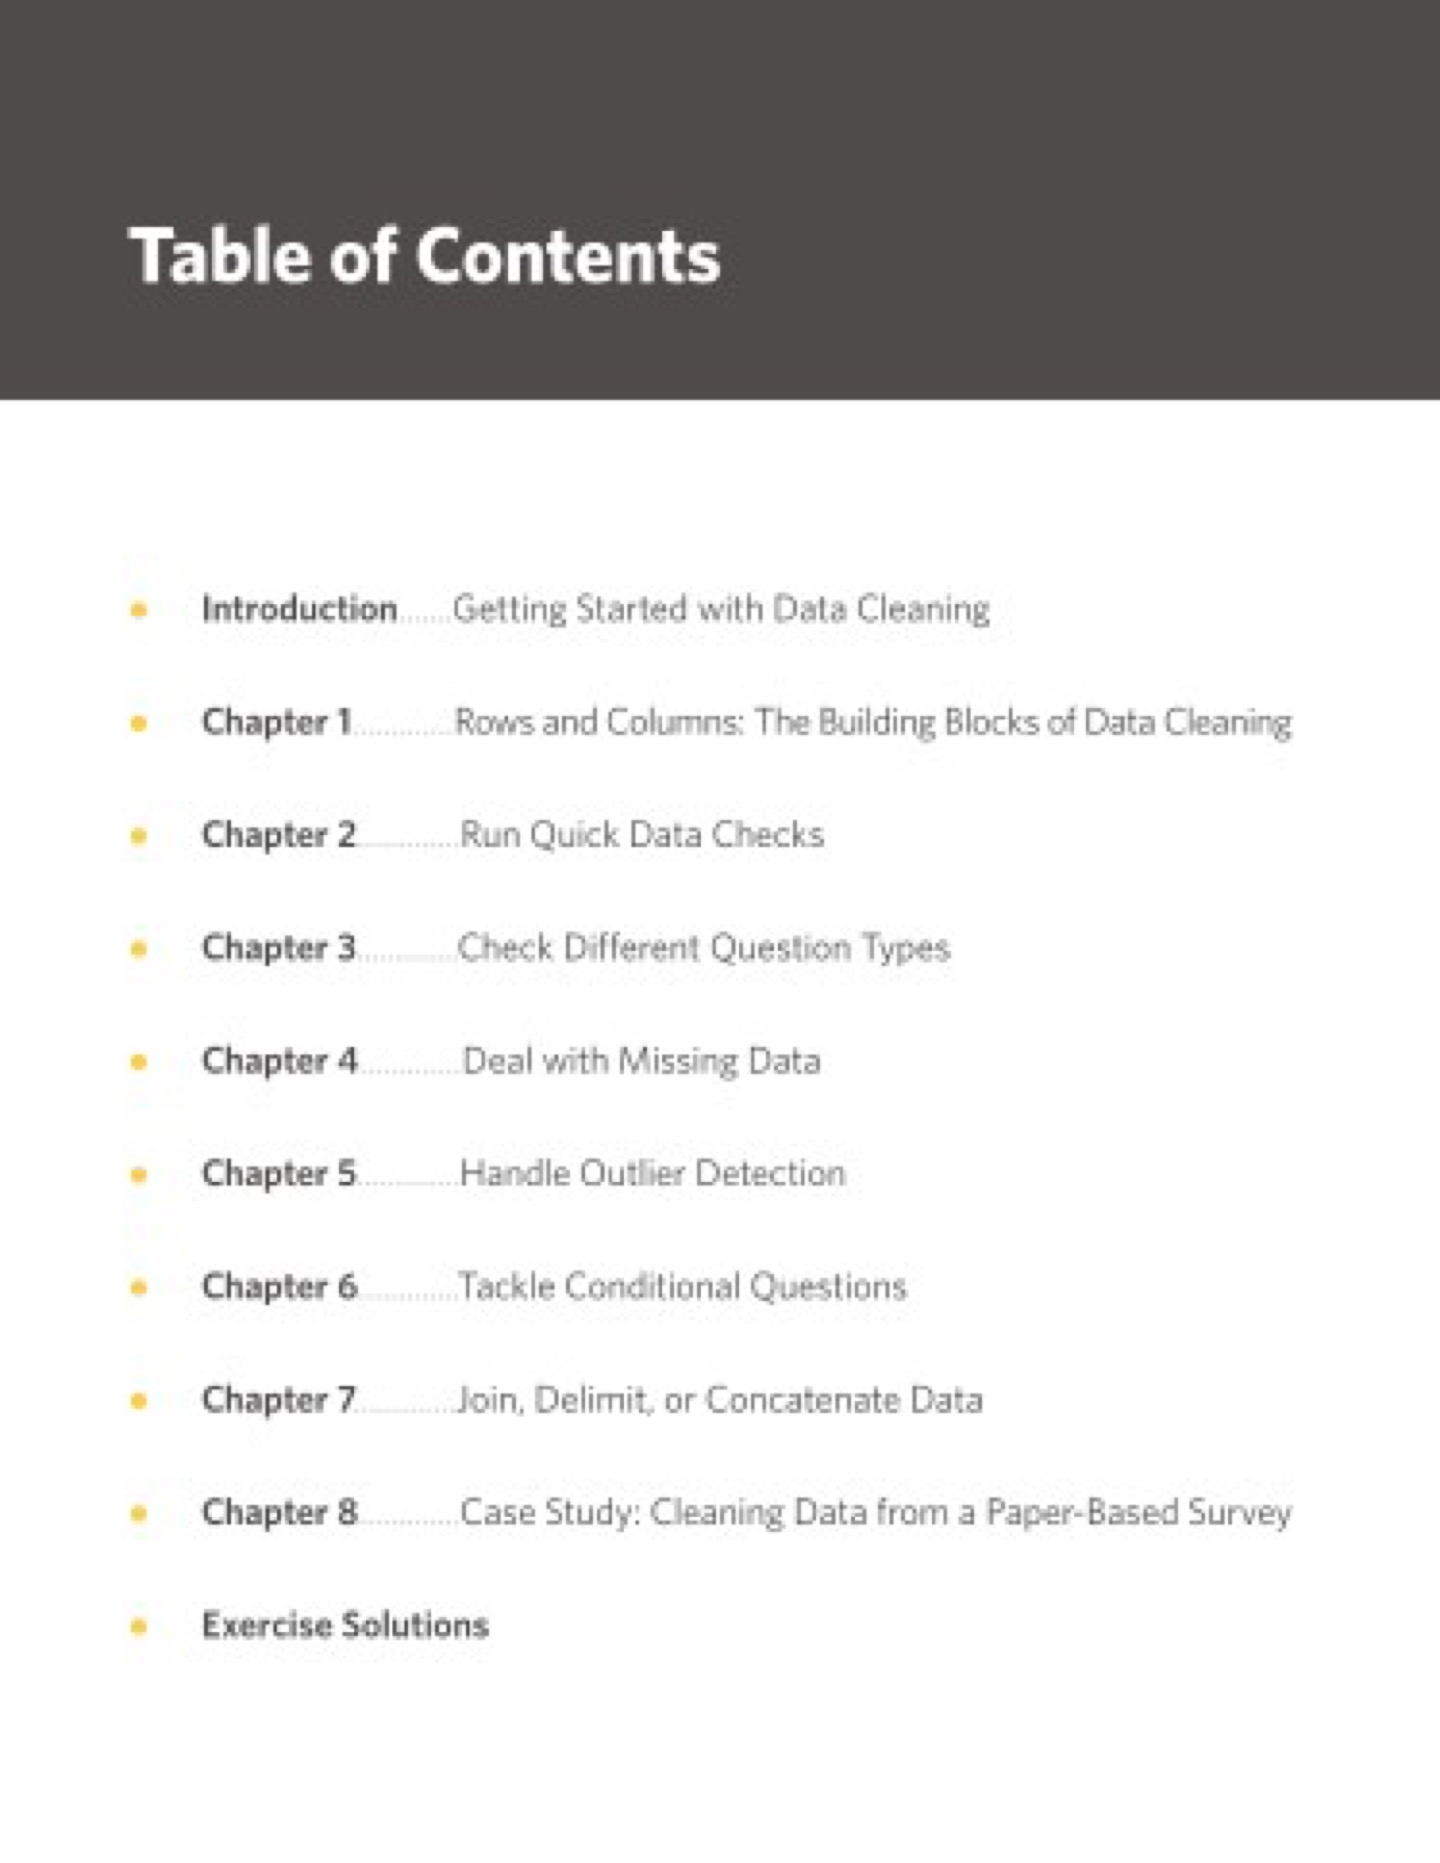 Table of Contents
Introduction......Getting Started with Data Cleaning
Chapter 1...........Rows and Columns: The Building Blocks of Data Cleaning
Chapter 2...........Run Quick Data Checks
Chapter 3...........Check Different Question Types
Chapter 4...........Deal with Missing Data
Chapter 5...........Handle Outlier Detection
Chapter 6...........Tackle Conditional Questions
Chapter 7...........Join, Delimit, or Concatenate Data
Chapter 8...........Case Study: Cleaning Data from a Paper-Based Survey
Exercise Solutions